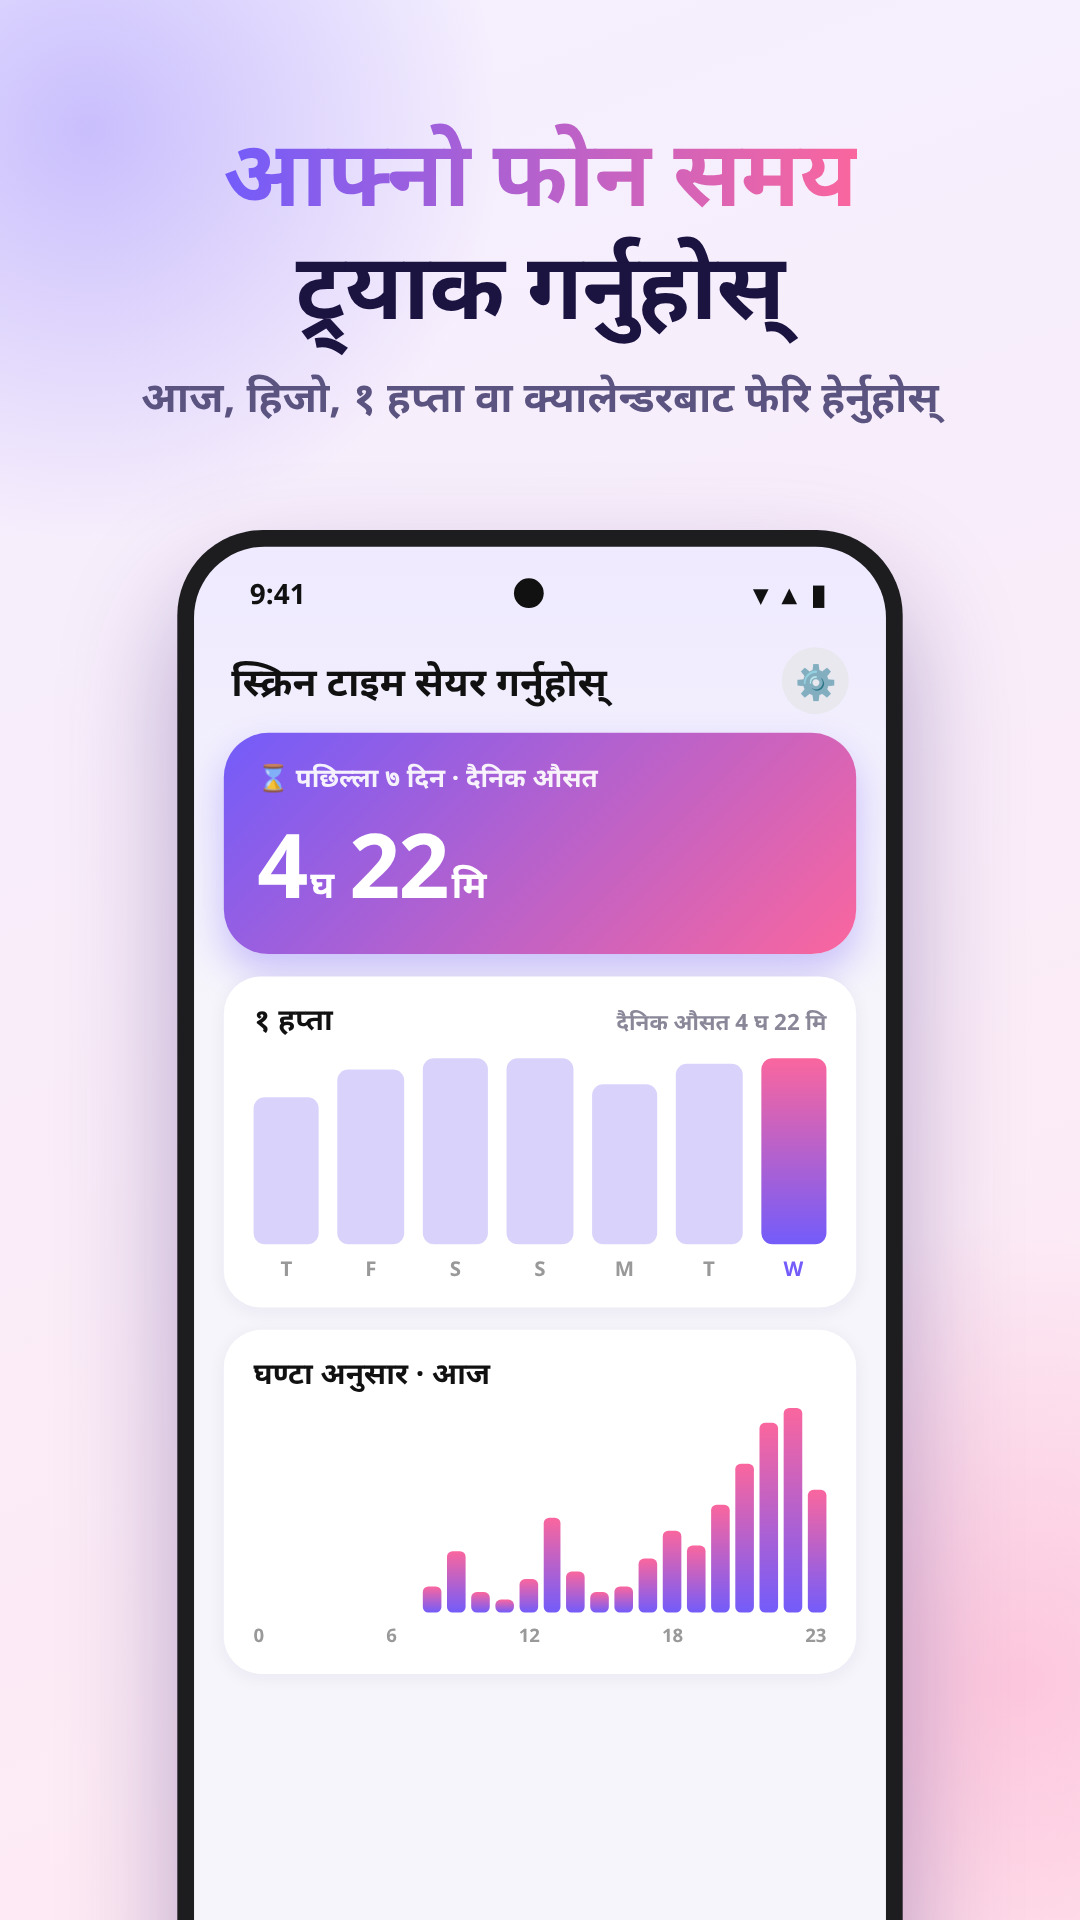 आफ्नो फोन समय
ट्र्याक गर्नुहोस्
आज, हिजो, १ हप्ता वा क्यालेन्डरबाट फेरि हेर्नुहोस्
9:41
स्क्रिन टाइम सेयर गर्नुहोस्
पछिल्ला ७ दिन · दैनिक औसत
4घ 22मि
१ हप्ता
दैनिक औसत 4 घ 22 मि
T F S S M T W
घण्टा अनुसार · आज
0 6 12 18 23